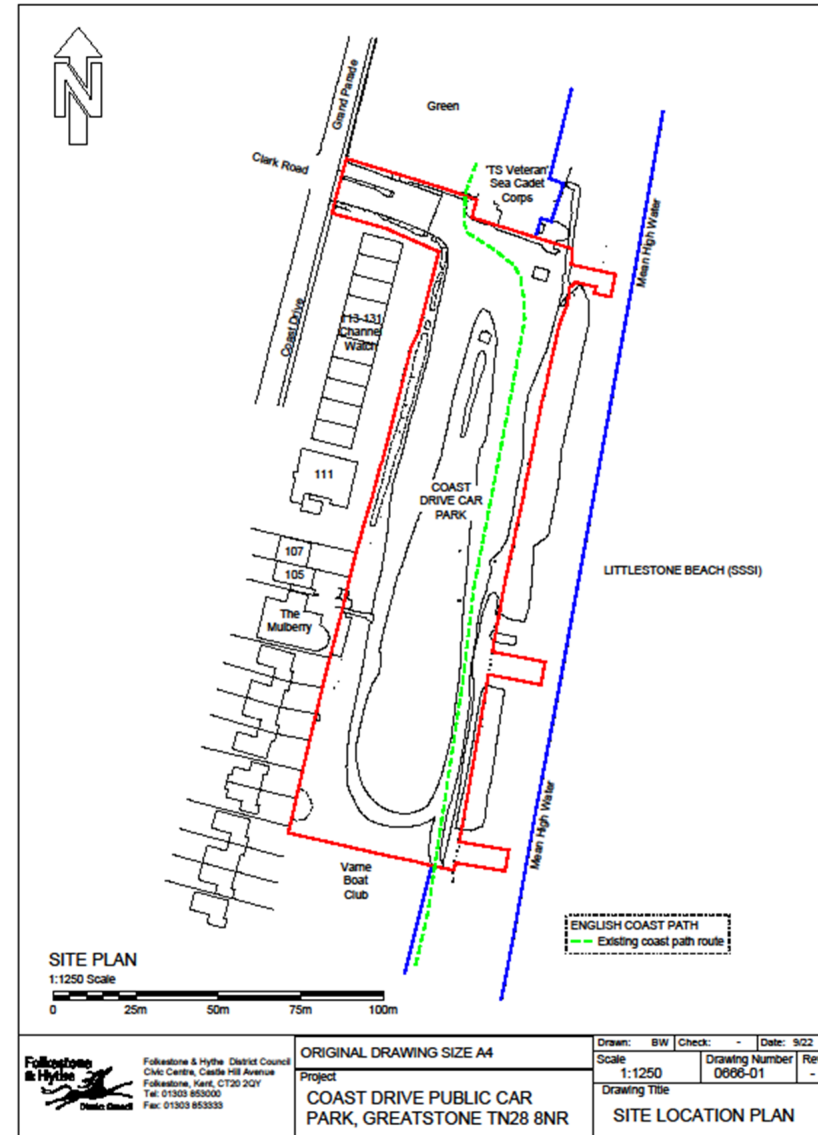 N
Grand Parade
Green
Clark Road
'TS Veteran'
Sea Cadet
Corps
Mean High Water
Coast Drive
113-131
Channel
Watch
111
COAST
DRIVE CAR
PARK
107
105
LITTLESTONE BEACH (SSSI)
The
Mulberry
Mean High Water
Varne
Boat
Club
ENGLISH COAST PATH
Existing coast path route
SITE PLAN
1:1250 Scale
0 25m 50m 75m 100m
Folkestone
& Hythe
District Council
Folkestone & Hythe District Council
Civic Centre, Castle Hill Avenue
Folkestone, Kent, CT20 2QY
Tel: 01303 853000
Fax: 01303 853333
ORIGINAL DRAWING SIZE A4
Project
COAST DRIVE PUBLIC CAR
PARK, GREATSTONE TN28 8NR
Drawn: BW Check: - Date: 9/22
Scale Drawing Number Rev
1:1250 0666-01 -
Drawing Title
SITE LOCATION PLAN